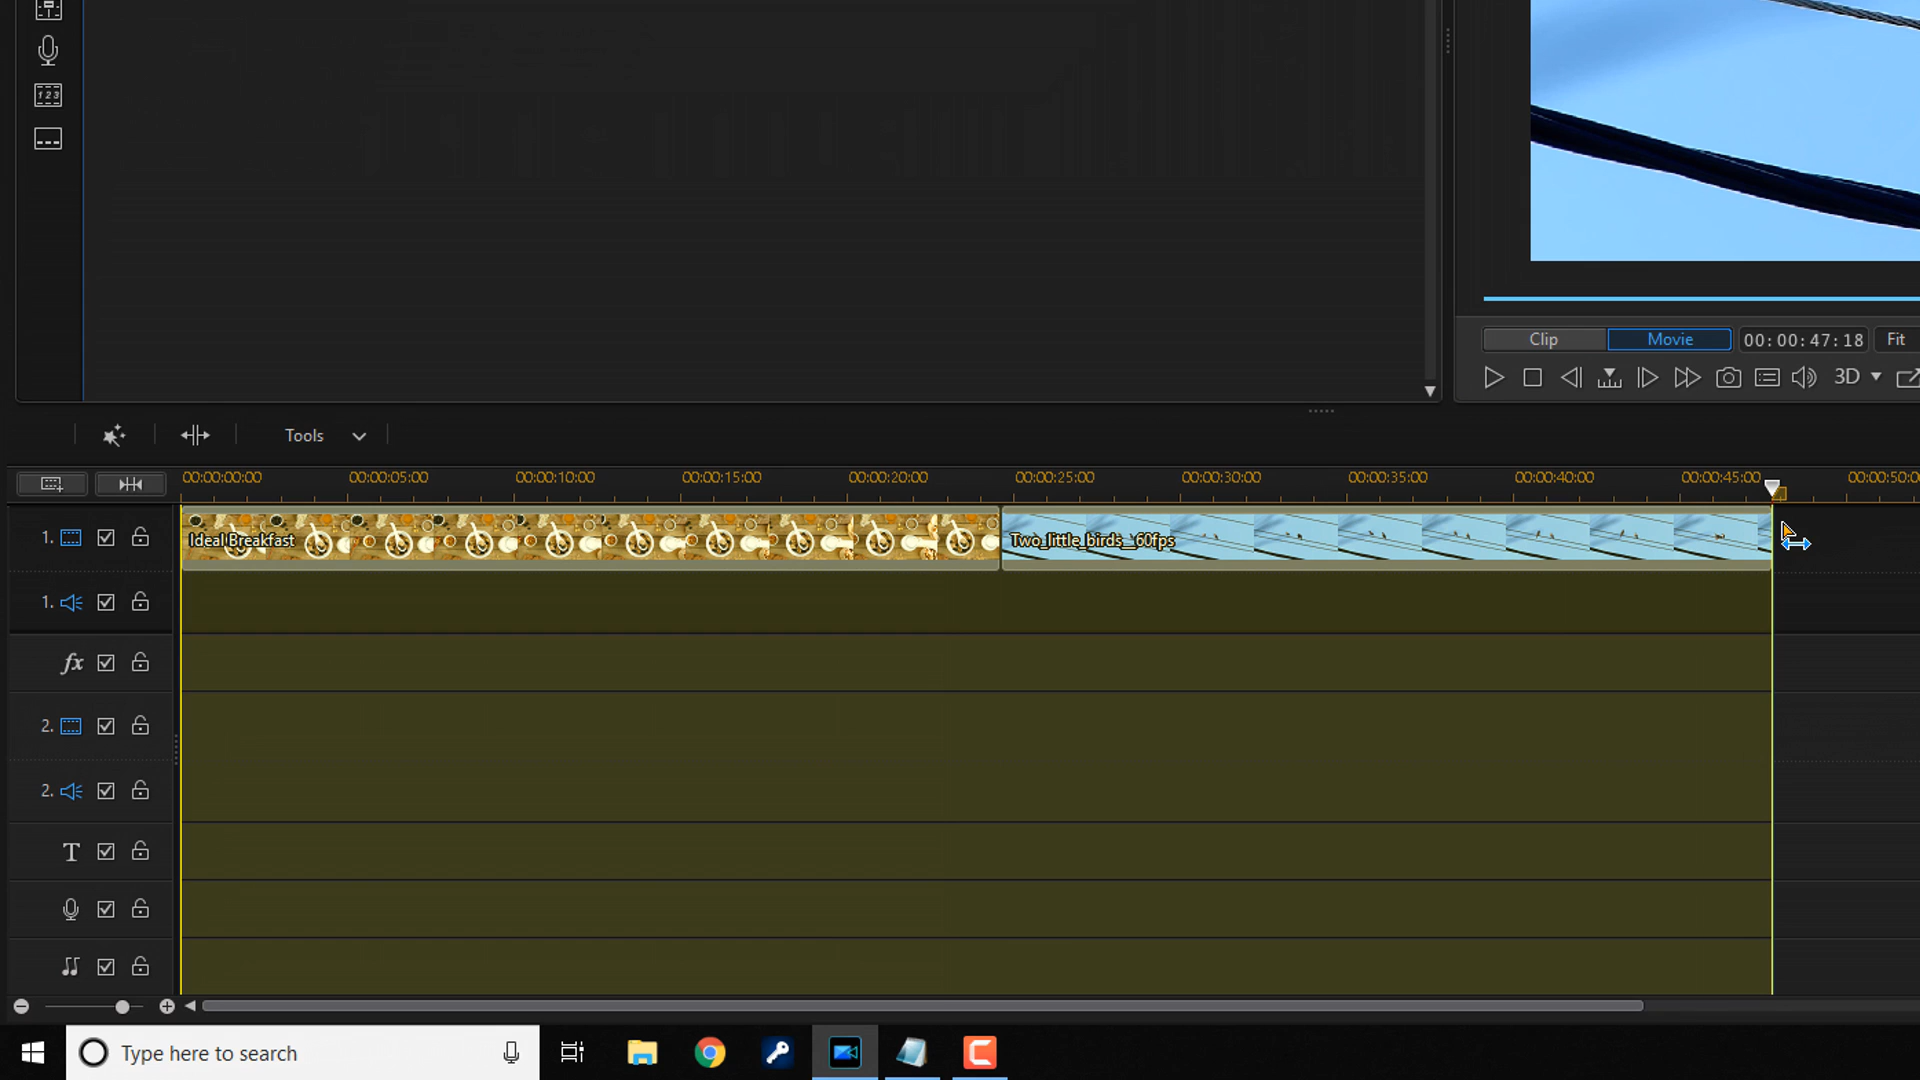 123
Clip
Movie
00:00:47:18
Fit
3D
Tools
00:00:00:00
00:00:05:00
00:00:10:00
00:00:15:00
00:00:20:00
00:00:25:00
00:00:30:00
00:00:35:00
00:00:40:00
00:00:45:00
00:00:50:0
1.
Ideal Breakfast
Two_little_birds__60fps
1.
fx
2.
2.
T
Type here to search